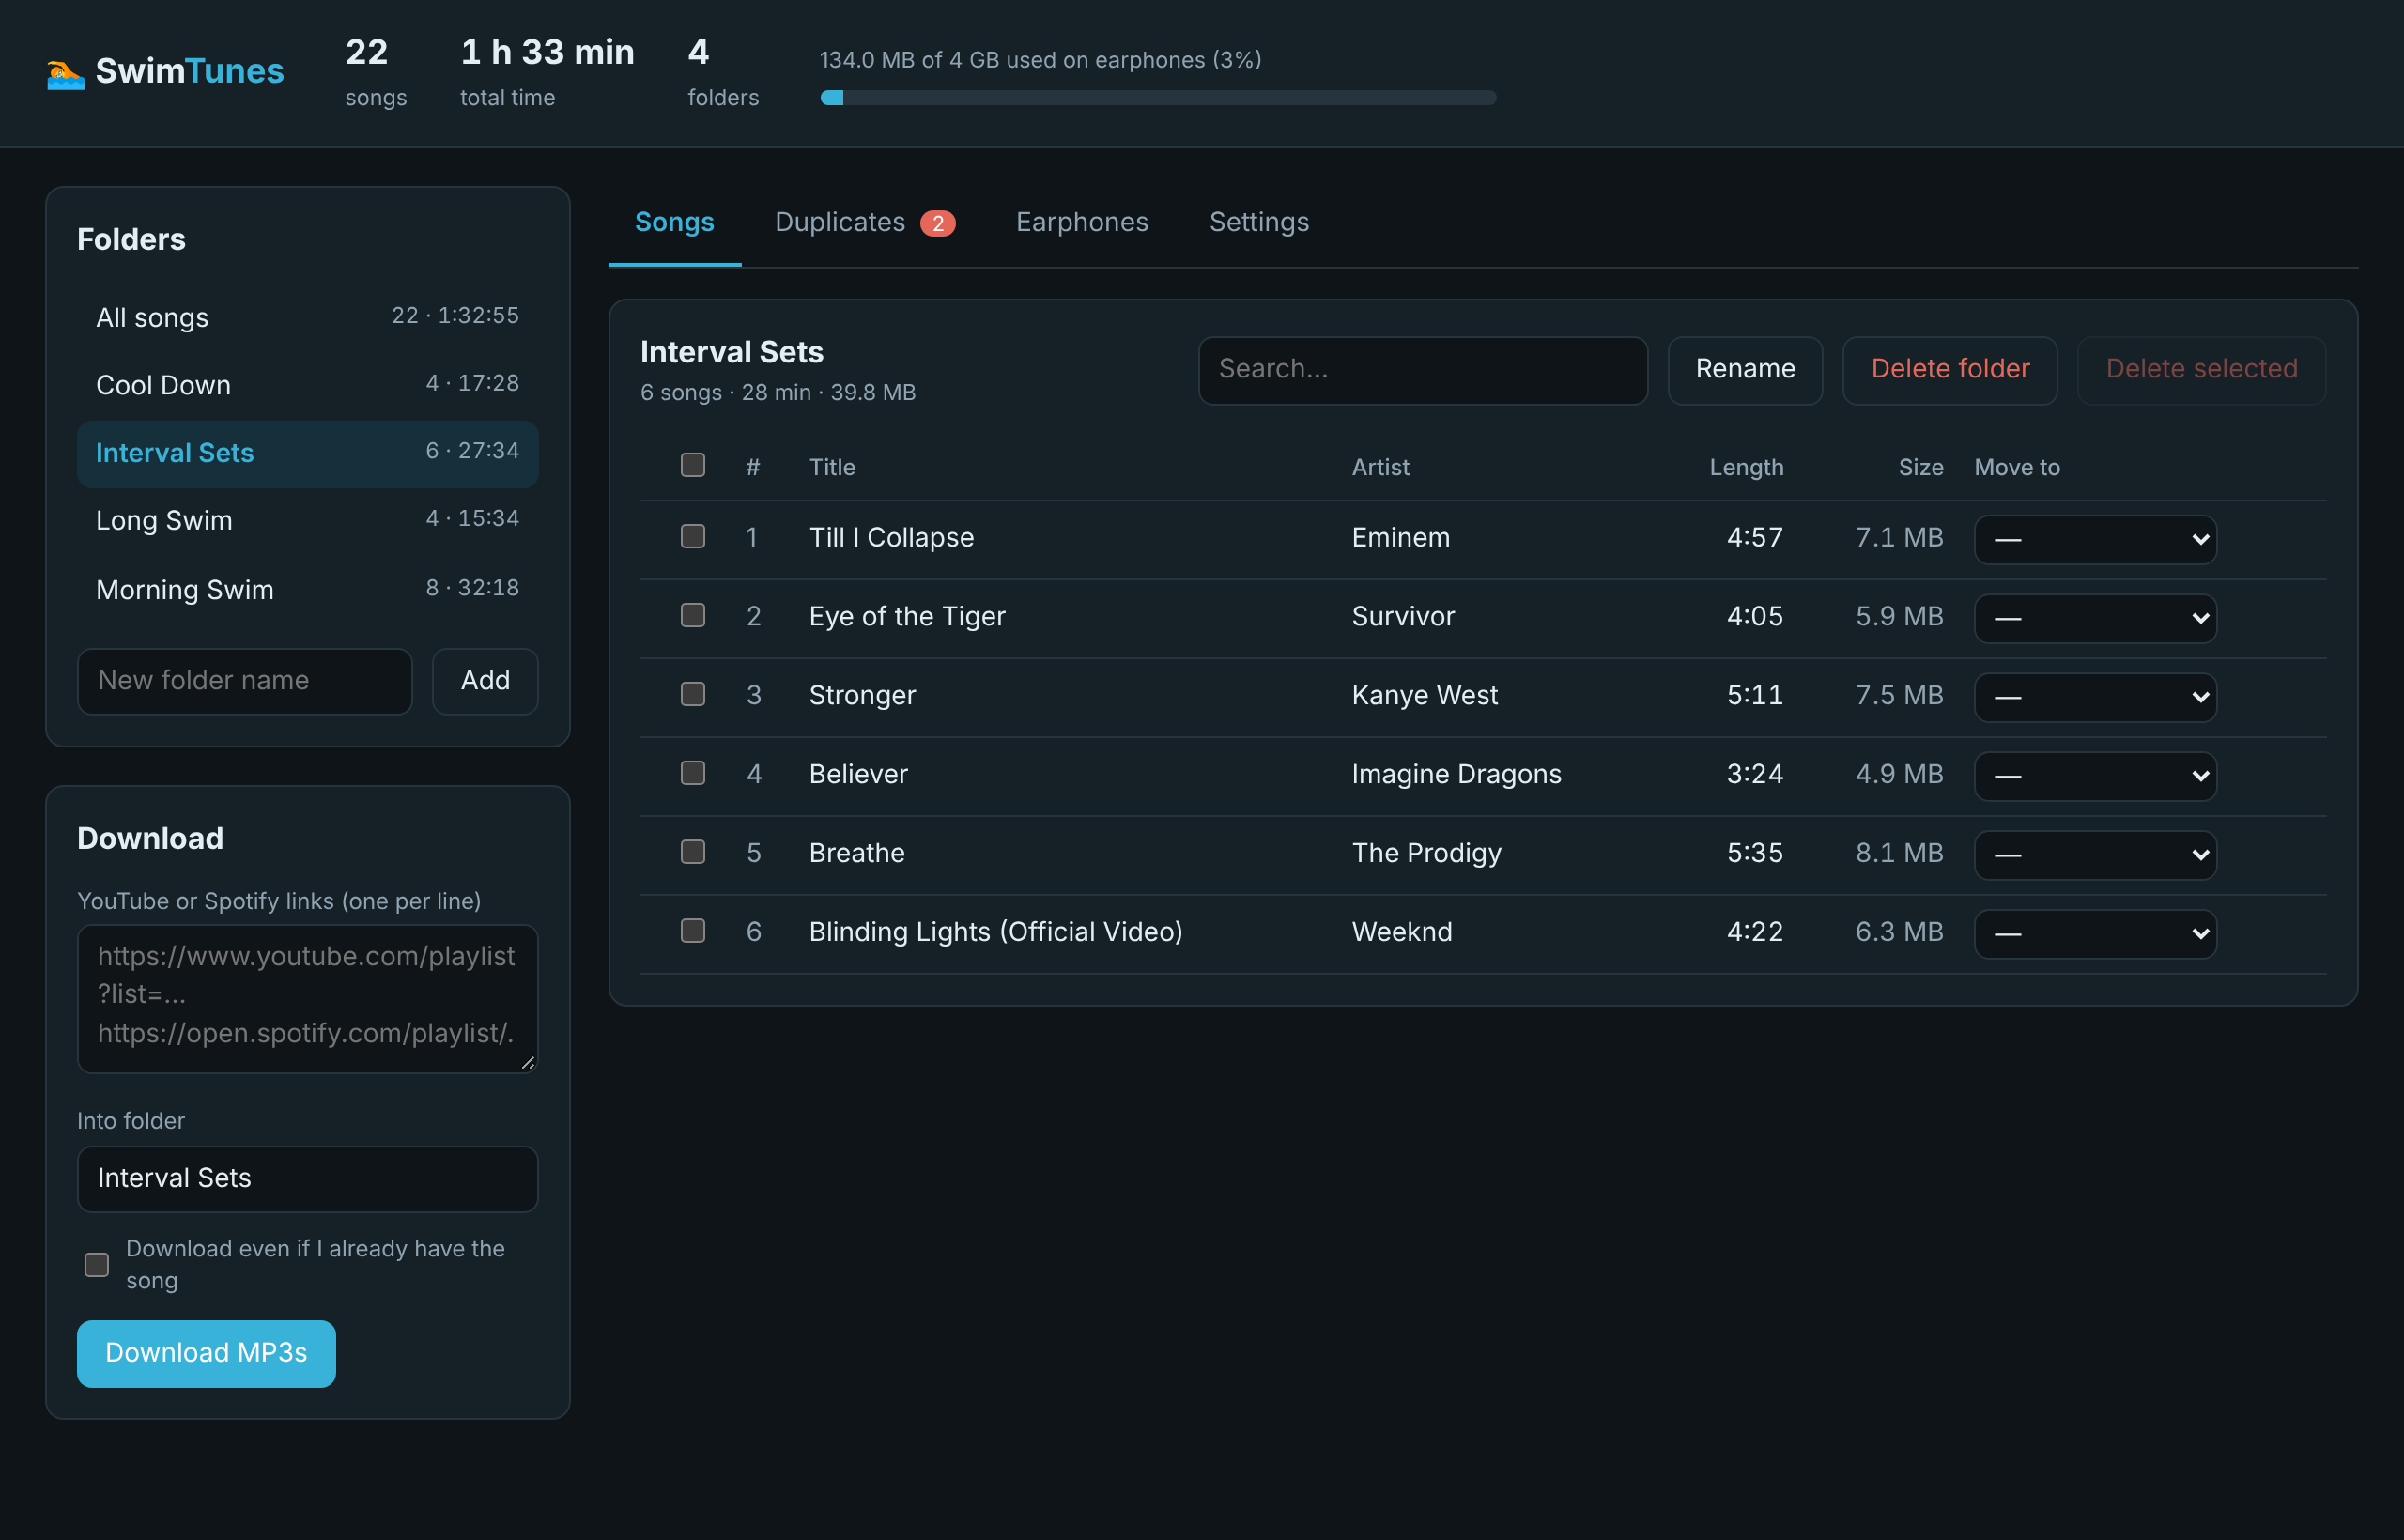 SwimTunes
22
songs
1 h 33 min
total time
4
folders
134.0 MB of 4 GB used on earphones (3%)
Folders
All songs 22 · 1:32:55
Cool Down 4 · 17:28
Interval Sets 6 · 27:34
Long Swim 4 · 15:34
Morning Swim 8 · 32:18
New folder name Add
Download
YouTube or Spotify links (one per line)
https://www.youtube.com/playlist
?list=...
https://open.spotify.com/playlist/.
Into folder
Interval Sets
Download even if I already have the
song
Download MP3s
Songs Duplicates 2 Earphones Settings
Interval Sets
6 songs · 28 min · 39.8 MB
Search... Rename Delete folder Delete selected
# Title Artist Length Size Move to
1 Till I Collapse Eminem 4:57 7.1 MB —
2 Eye of the Tiger Survivor 4:05 5.9 MB —
3 Stronger Kanye West 5:11 7.5 MB —
4 Believer Imagine Dragons 3:24 4.9 MB —
5 Breathe The Prodigy 5:35 8.1 MB —
6 Blinding Lights (Official Video) Weeknd 4:22 6.3 MB —